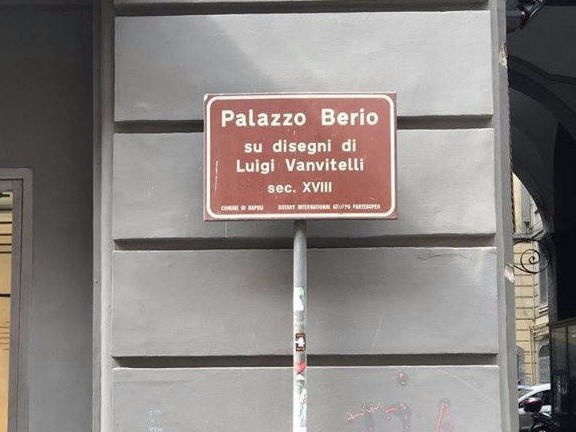 Palazzo Berio
su disegni di
Luigi Vanvitelli
sec. XVIII
COMUNE DI NAPOLI ROTARY INTERNATIONAL GRUPPO PARTENOPEO